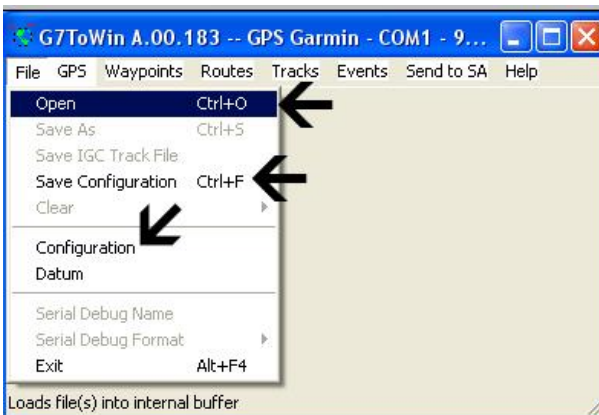 G7ToWin A.00.183 -- GPS Garmin - COM1 - 9...
File GPS Waypoints Routes Tracks Events Send to SA Help
Open Ctrl+O
Save As Ctrl+S
Save IGC Track File
Save Configuration Ctrl+F
Clear
Configuration
Datum
Serial Debug Name
Serial Debug Format
Exit Alt+F4
Loads file(s) into internal buffer